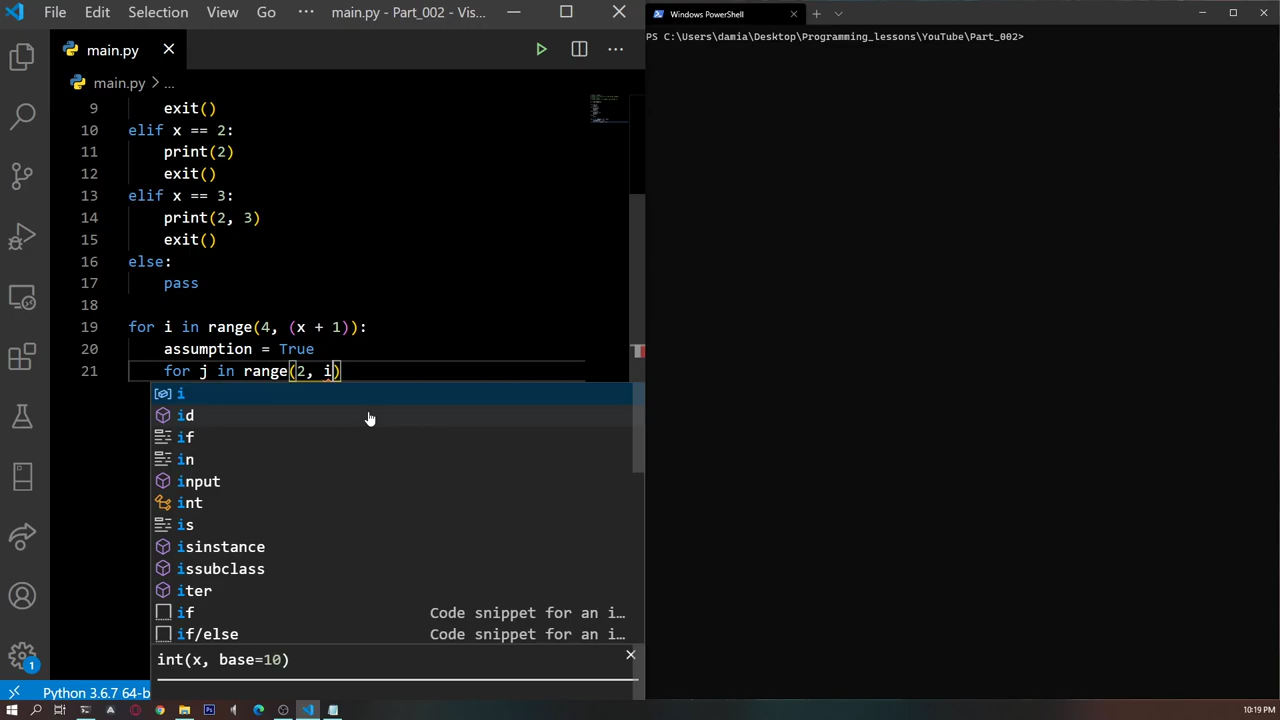 File Edit Selection View Go ··· main.py - Part_002 - Vis...
Windows PowerShell
main.py
PS C:\Users\damia\Desktop\Programming_lessons\YouTube\Part_002>
main.py > ...
9 exit()
10 elif x == 2:
11 print(2)
12 exit()
13 elif x == 3:
14 print(2, 3)
15 exit()
16 else:
17 pass
18
19 for i in range(4, (x + 1)):
20 assumption = True
21 for j in range(2, i)
i
id
if
in
input
int
is
isinstance
issubclass
iter
if Code snippet for an i...
if/else Code snippet for an i...
int(x, base=10)
1
Python 3.6.7 64-b
10:19 PM